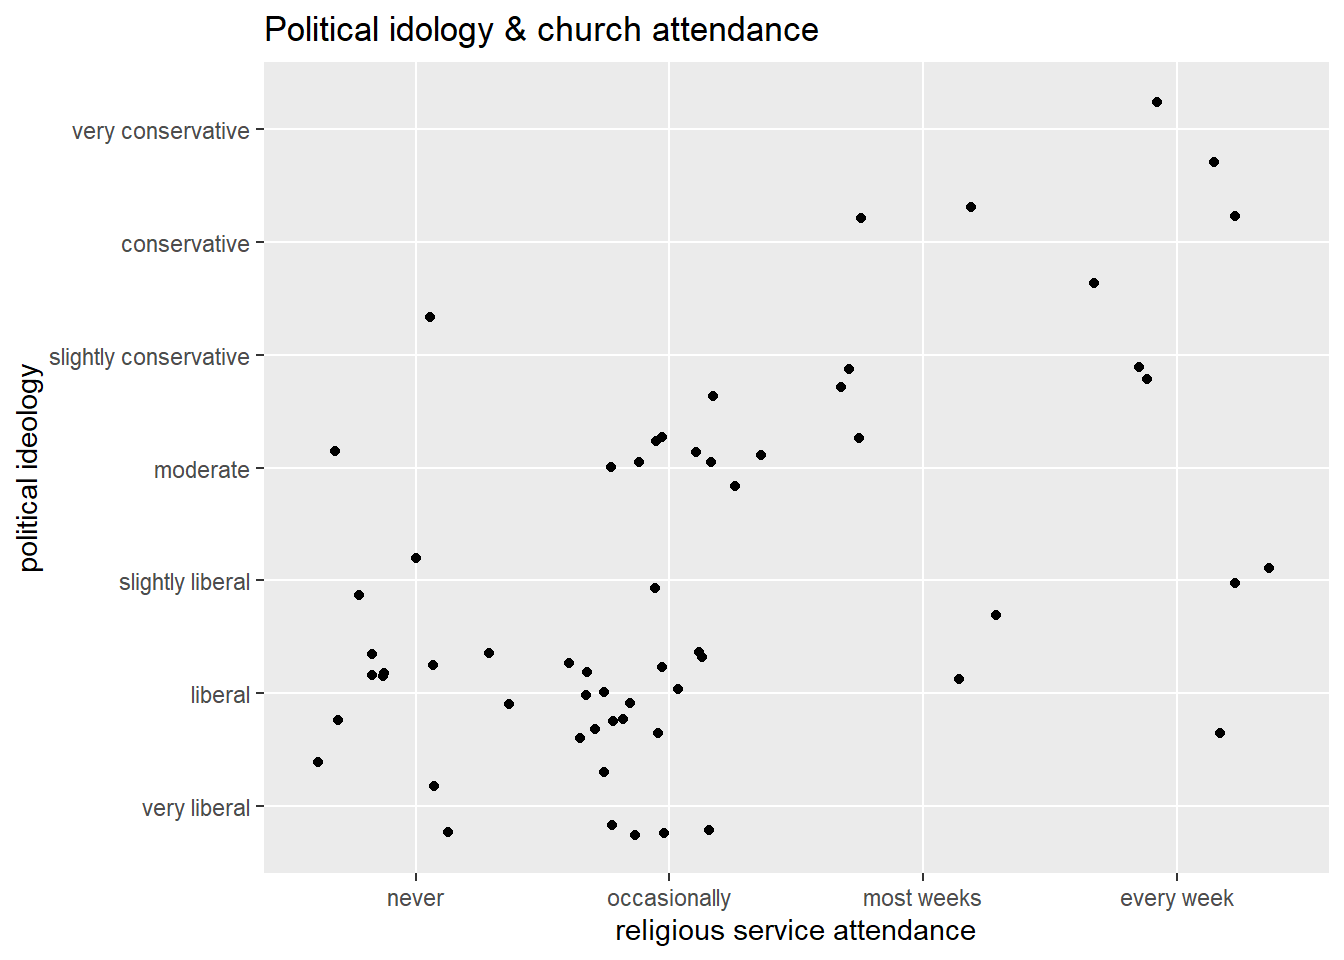 Political idology & church attendance
very conservative
conservative
slightly conservative
moderate
slightly liberal
liberal
very liberal
political ideology
never
occasionally
most weeks
every week
religious service attendance